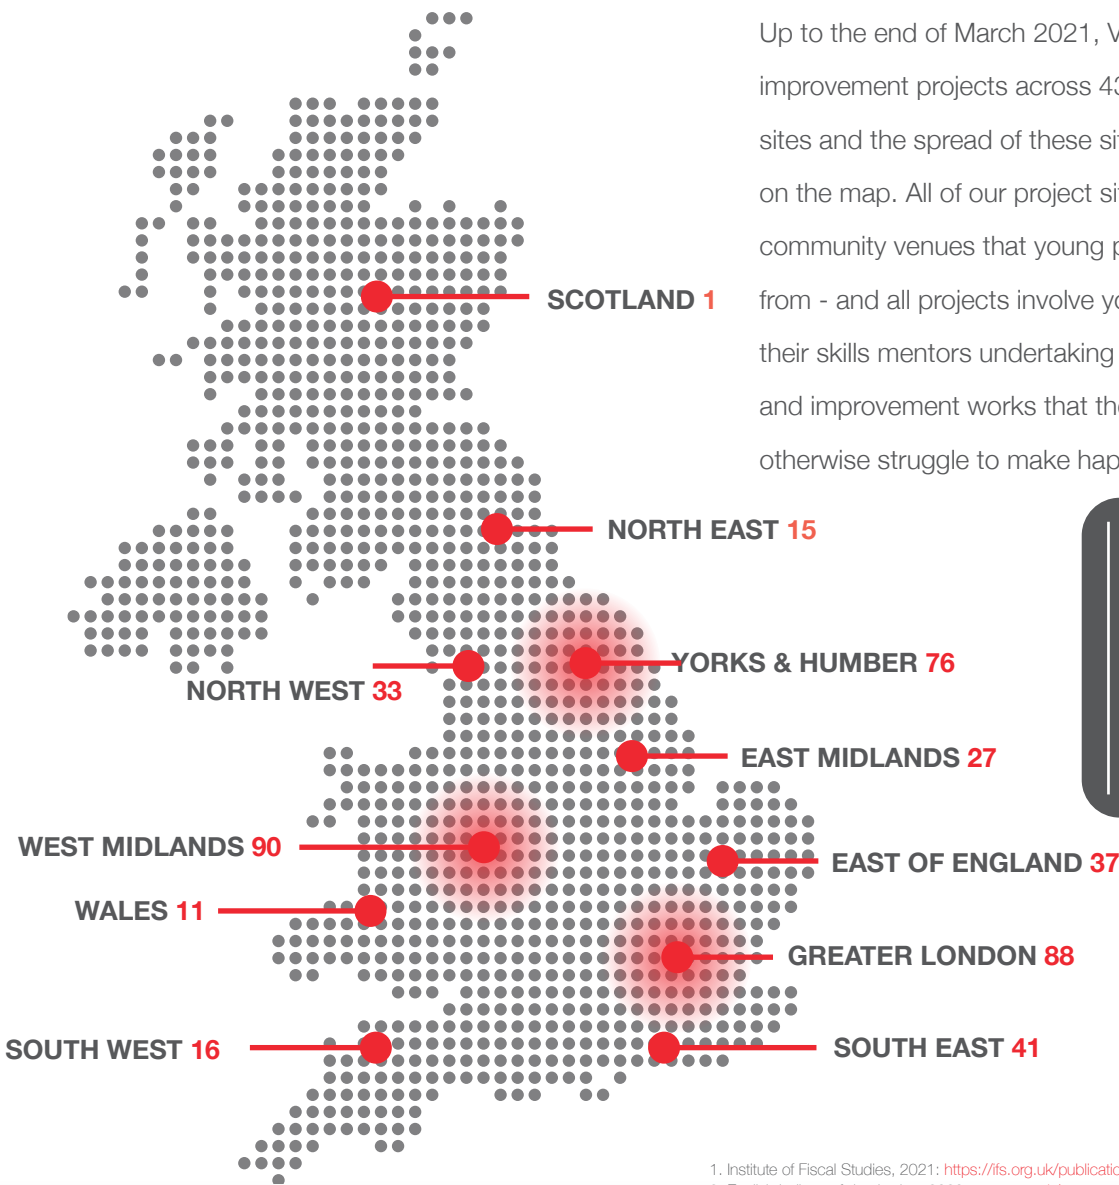 Up to the end of March 2021, 
improvement projects across
sites and the spread of these
on the map. All of our project
community venues that young
from - and all projects involve
their skills mentors undertaking
and improvement works that
otherwise struggle to make
SCOTLAND 1
NORTH EAST 15
YORKS & HUMBER 76
NORTH WEST 33
EAST MIDLANDS 27
WEST MIDLANDS 90
EAST OF ENGLAND 37
WALES 11
GREATER LONDON 88
SOUTH WEST 16
SOUTH EAST 41
1. Institute of Fiscal Studies, 2021: